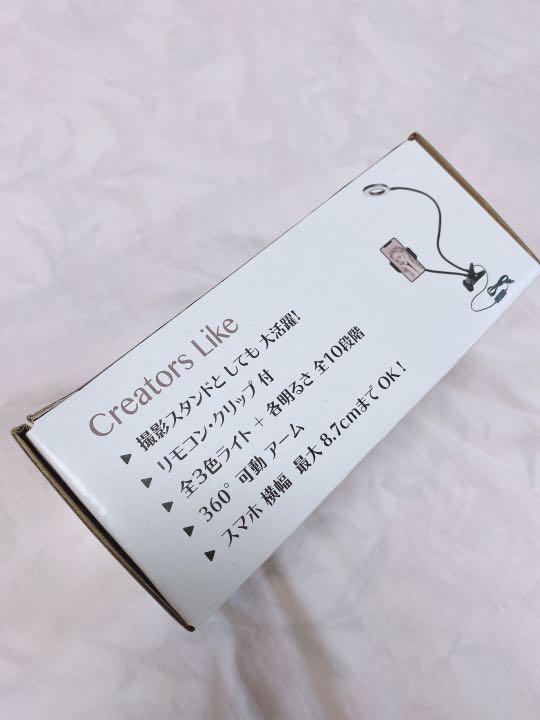 Creators Like
▶ 撮影スタンドとしても 大活躍!
▶ リモコン・クリップ 付
▶ 全3色ライト + 各明るさ 全10段階
▶ 360° 可動 アーム
▶ スマホ 横幅 最大 8.7cmまで OK!